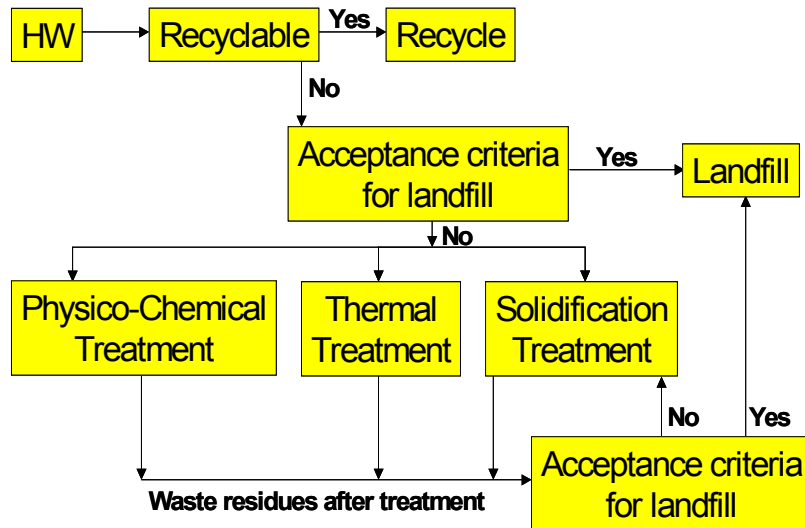 HW
Recyclable
Yes
Recycle
No
Acceptance criteria
for landfill
Yes
Landfill
No
Physico-Chemical
Treatment
Thermal
Treatment
Solidification
Treatment
No
Yes
Waste residues after treatment
Acceptance criteria
for landfill